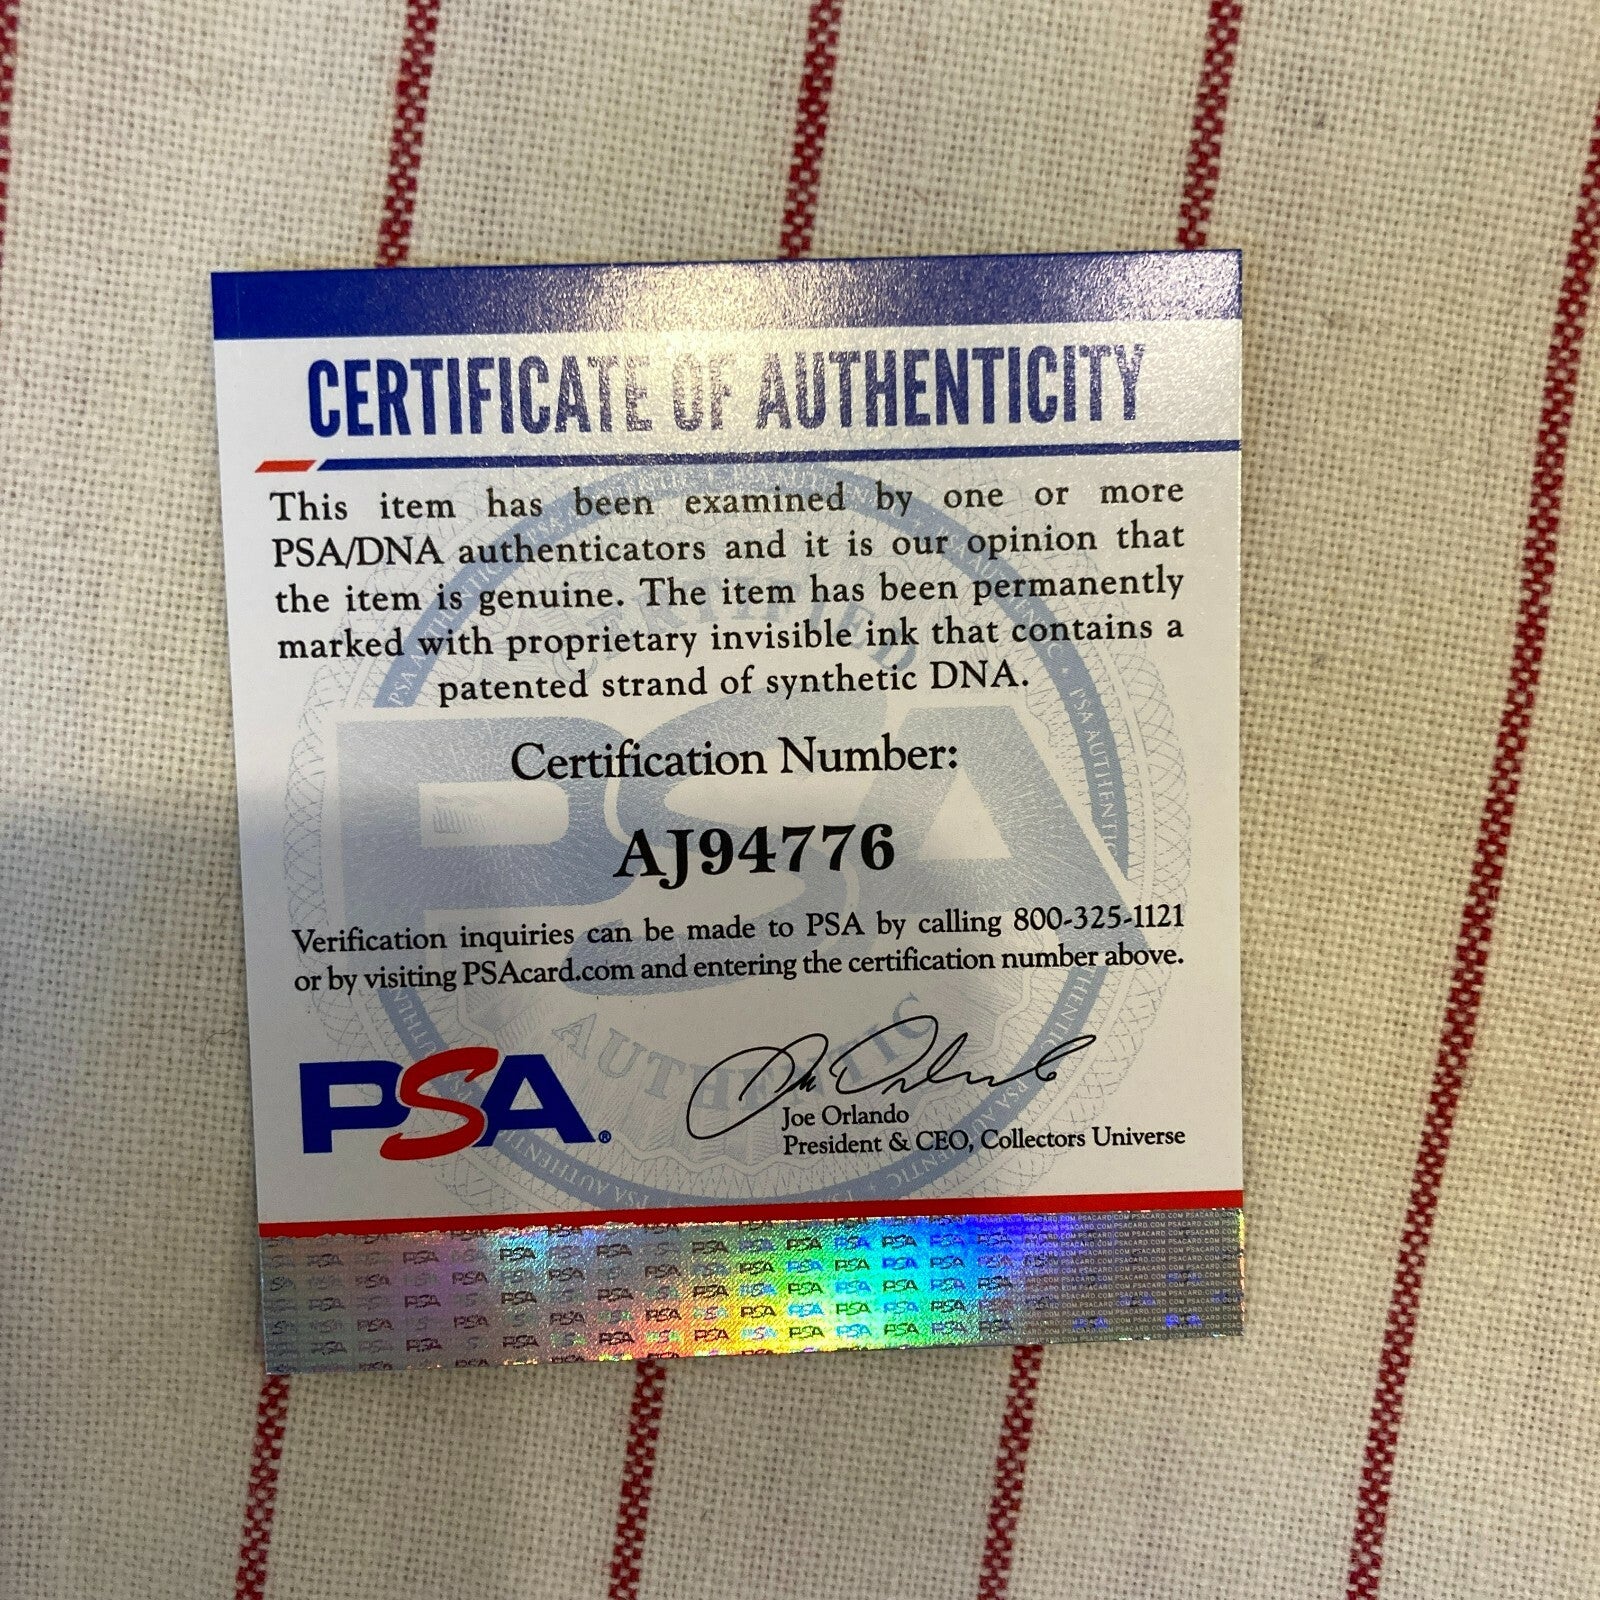 CERTIFICATE OF AUTHENTICITY
This item has been examined by one or more
PSA/DNA authenticators and it is our opinion that
the item is genuine. The item has been permanently
marked with proprietary invisible ink that contains a
patented strand of synthetic DNA.
Certification Number:
AJ94776
Verification inquiries can be made to PSA by calling 800-325-1121
or by visiting PSAcard.com and entering the certification number above.
PSA®
Joe Orlando
President & CEO, Collectors Universe